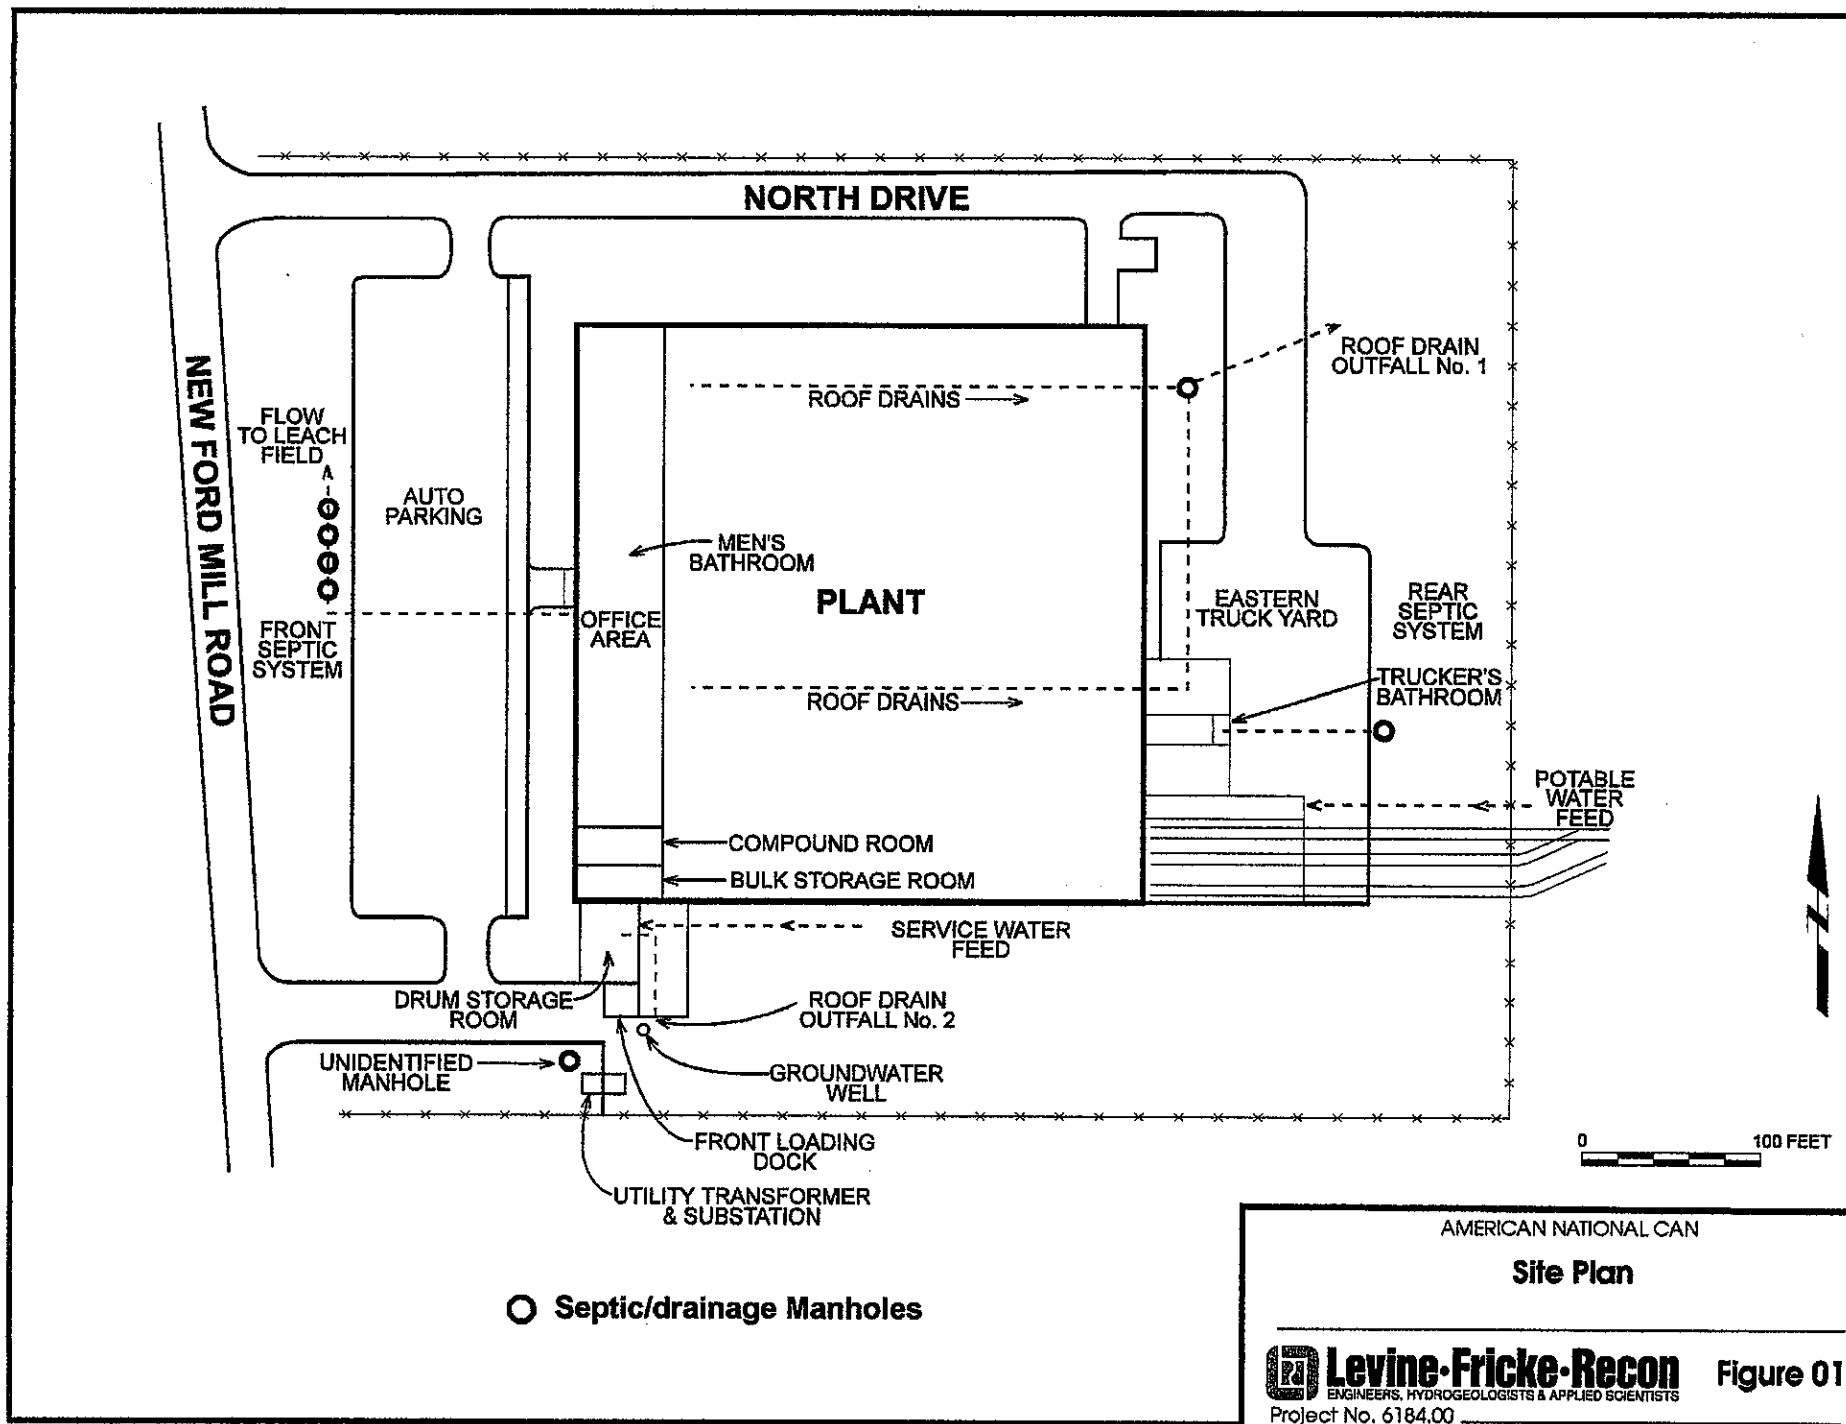 NORTH DRIVE
ROOF DRAIN
OUTFALL No. 1
NEW FORD MILL ROAD
FLOW
TO LEACH
FIELD
ROOF DRAINS
AUTO
PARKING
MEN'S
BATHROOM
PLANT
OFFICE
AREA
EASTERN
TRUCK YARD
REAR
SEPTIC
SYSTEM
FRONT
SEPTIC
SYSTEM
TRUCKER'S
BATHROOM
ROOF DRAINS
POTABLE
WATER
FEED
COMPOUND ROOM
BULK STORAGE ROOM
SERVICE WATER
FEED
N
DRUM STORAGE
ROOM
ROOF DRAIN
OUTFALL No. 2
UNIDENTIFIED
MANHOLE
GROUNDWATER
WELL
FRONT LOADING
DOCK
0 100 FEET
UTILITY TRANSFORMER
& SUBSTATION
Septic/drainage Manholes
AMERICAN NATIONAL CAN
Site Plan
Levine·Fricke·Recon
ENGINEERS, HYDROGEOLOGISTS & APPLIED SCIENTISTS
Figure 01
Project No. 6184.00